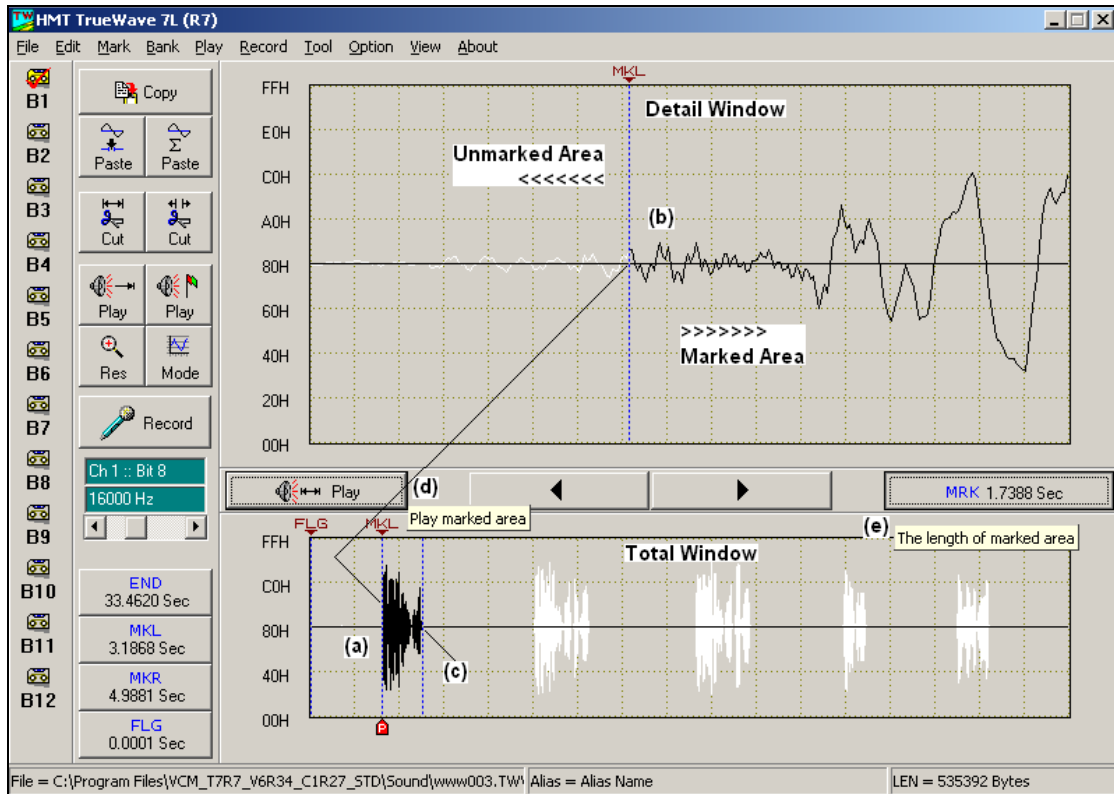 HMT TrueWave 7L (R7)
File Edit Mark Bank Play Record Tool Option View About
B1
B2
B3
B4
B5
B6
B7
B8
B9
B10
B11
B12
Copy
Paste
Σ
Paste
Cut
Cut
Play
Play
Res
Mode
Record
Ch 1 :: Bit 8
16000 Hz
END
33.4620 Sec
MKL
3.1868 Sec
MKR
4.9881 Sec
FLG
0.0001 Sec
MKL
FFH
E0H
C0H
A0H
80H
60H
40H
20H
00H
Detail Window
Unmarked Area
<<<<<<<
(b)
>>>>>>>
Marked Area
Play
(d)
Play marked area
MRK 1.7388 Sec
(e)
The length of marked area
FLG
MKL
FFH
C0H
80H
40H
00H
Total Window
(a)
(c)
P
File = C:\Program Files\VCM_T7R7_V6R34_C1R27_STD\Sound\www003.TW
Alias = Alias Name
LEN = 535392 Bytes